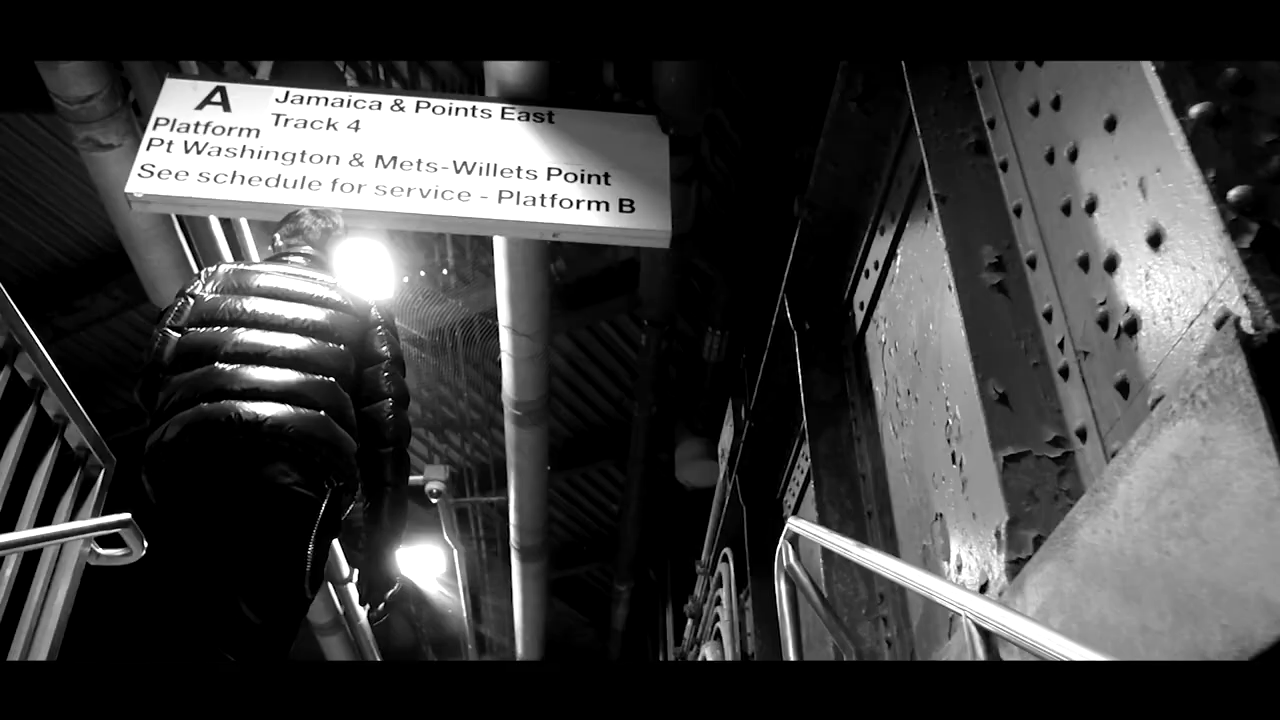 A Jamaica & Points East
Platform Track 4
Pt Washington & Mets-Willets Point
See schedule for service - Platform B